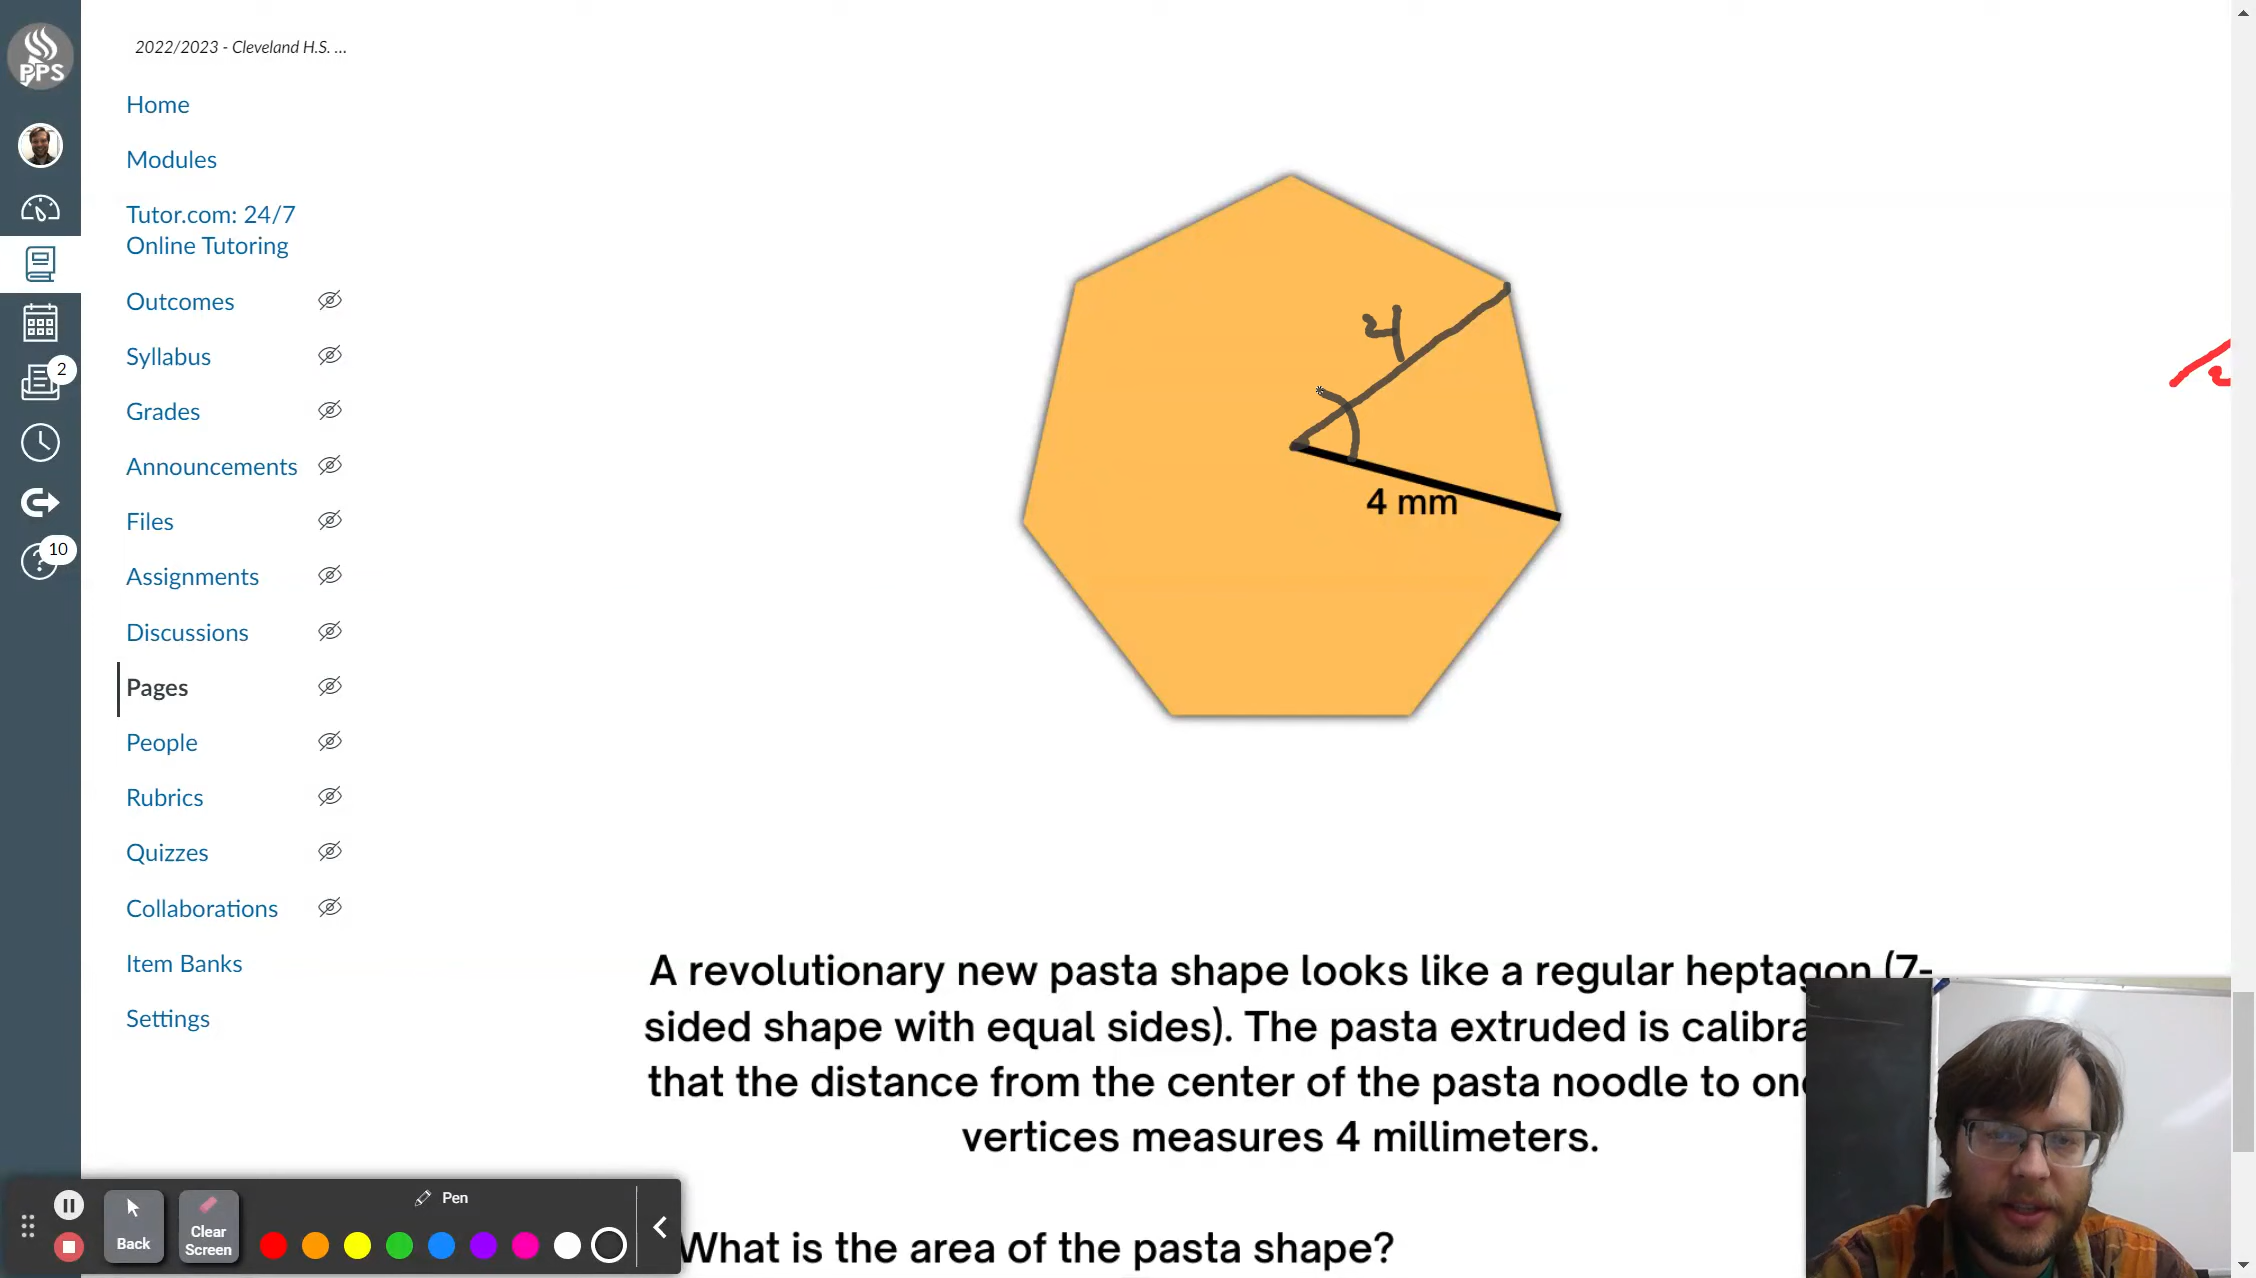 2022/2023 - Cleveland H.S. ...
PPS
Home
Modules
Tutor.com: 24/7
Online Tutoring
Outcomes
Syllabus
2
Grades
Announcements
Files
10
Assignments
Discussions
Pages
People
Rubrics
Quizzes
Collaborations
Item Banks
Settings
4
4 mm
A revolutionary new pasta shape looks like a regular heptagon (7-
sided shape with equal sides). The pasta extruded is
that the distance from the center of the pasta noodle to
vertices measures 4 millimeters.
What is the area of the pasta shape?
Pen
Back
Clear
Screen